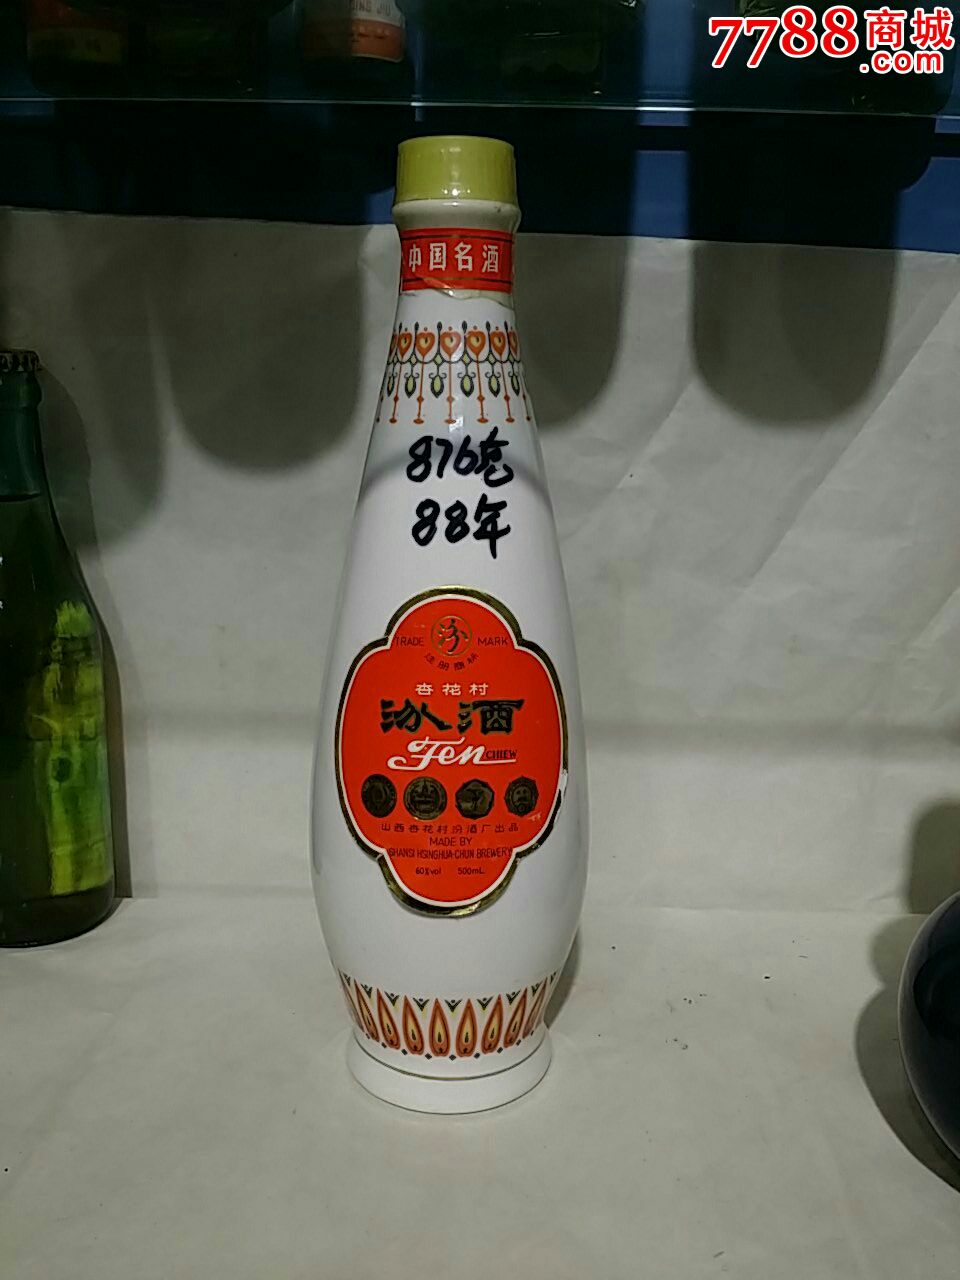 7788商城
.com
中国名酒
876克
88年
TRADE 汾 MARK
注册商标
杏花村
汾酒
Fen CHIEW
山西杏花村汾酒厂出品
MADE BY
SHANSI HSINGHUA-CHUN BREWERY
60%vol 500mL